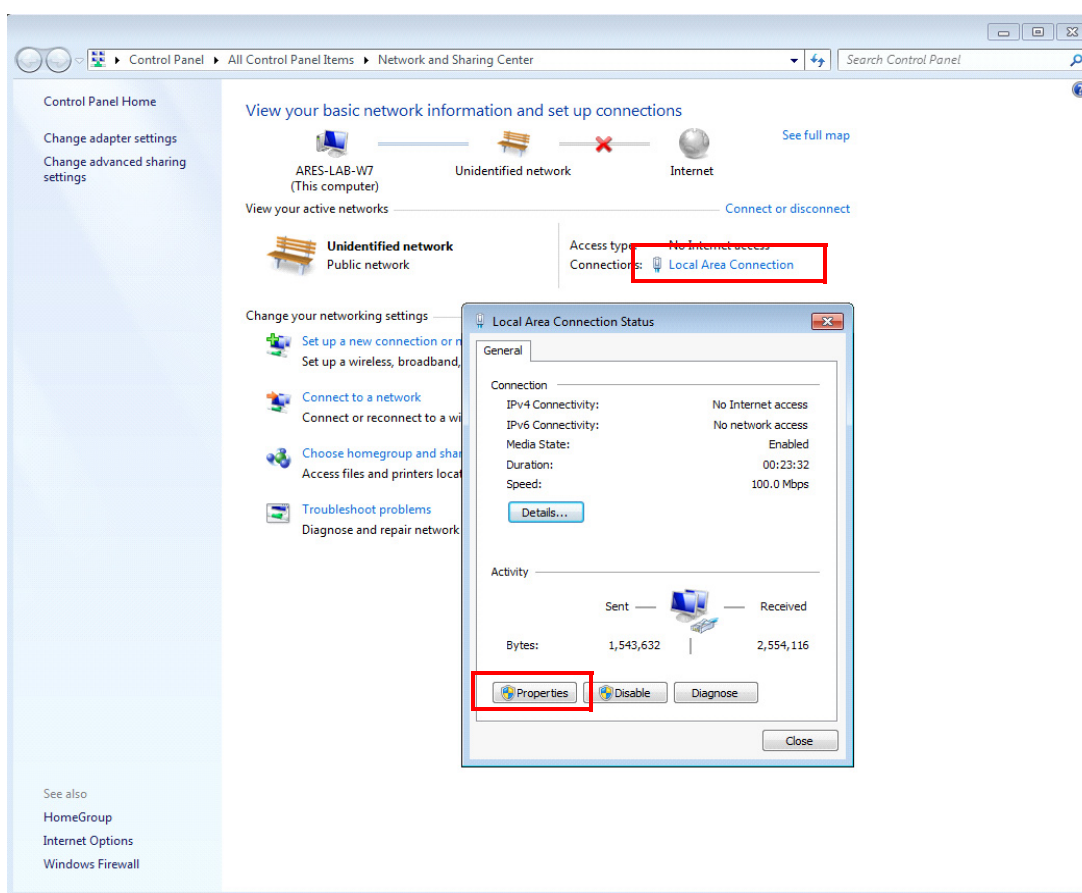 Control Panel ▸ All Control Panel Items ▸ Network and Sharing Center
Search Control Panel
Control Panel Home
Change adapter settings
Change advanced sharing
settings
View your basic network information and set up connections
See full map
ARES-LAB-W7
(This computer)
Unidentified network
Internet
View your active networks
Connect or disconnect
Unidentified network
Public network
Access type: No Internet access
Connections: Local Area Connection
Change your networking settings
Set up a new connection or n
Set up a wireless, broadband,
Connect to a network
Connect or reconnect to a wi
Choose homegroup and shar
Access files and printers locat
Troubleshoot problems
Diagnose and repair network
Local Area Connection Status
General
Connection
IPv4 Connectivity: No Internet access
IPv6 Connectivity: No network access
Media State: Enabled
Duration: 00:23:32
Speed: 100.0 Mbps
Details...
Activity
Sent
Received
Bytes: 1,543,632 2,554,116
Properties
Disable
Diagnose
Close
See also
HomeGroup
Internet Options
Windows Firewall